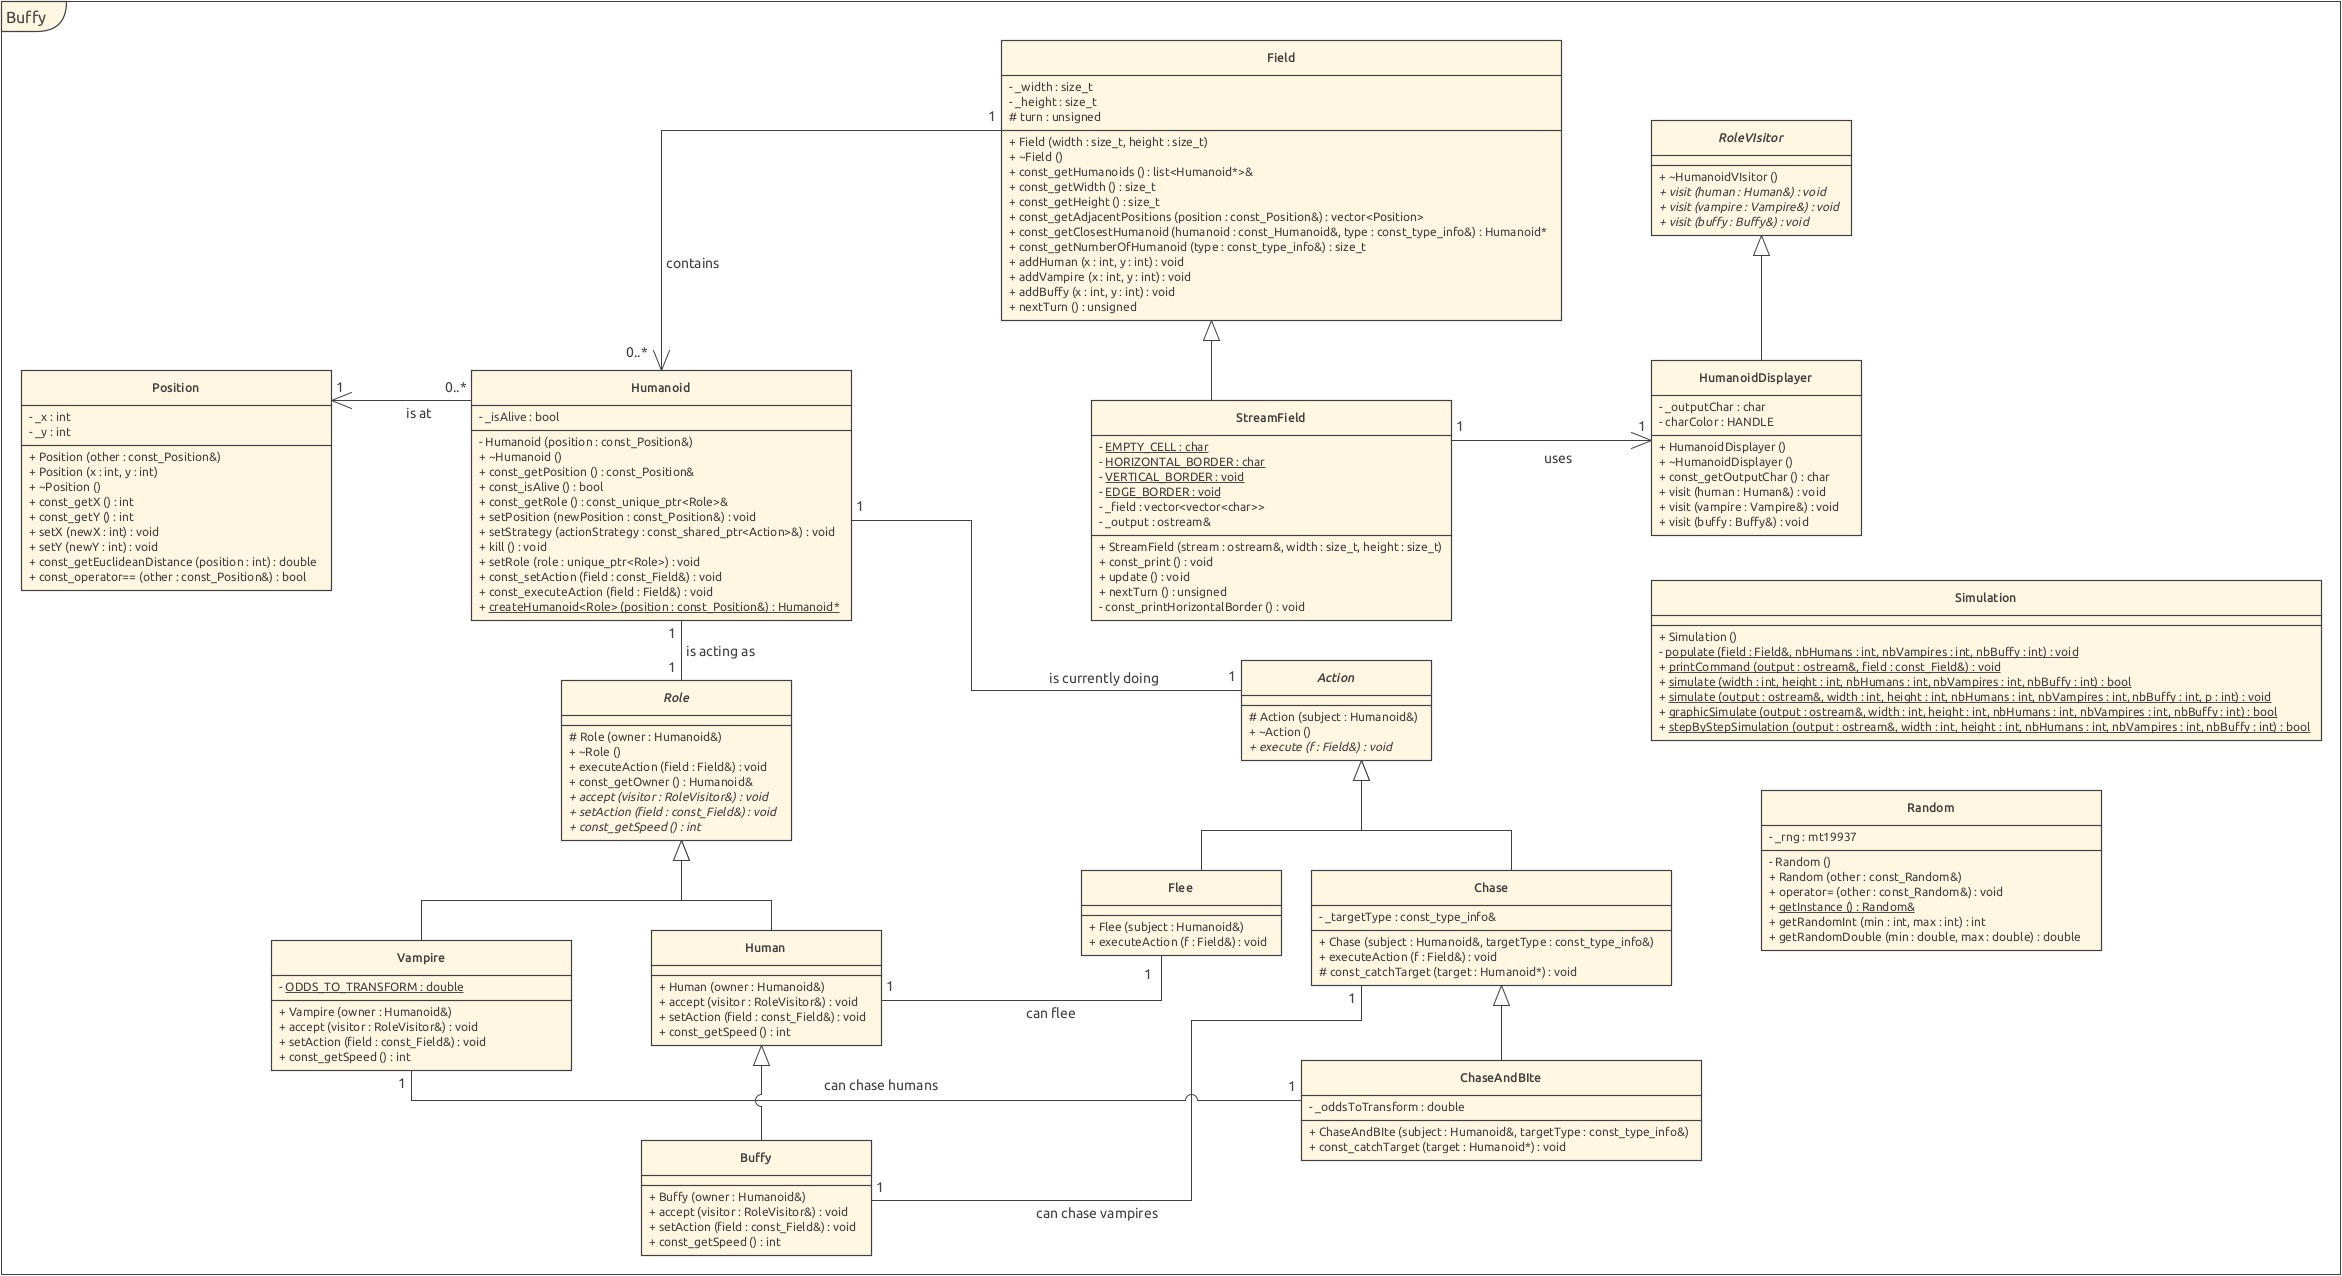 Buffy
Field
- _width : size_t
- _height : size_t
# turn : unsigned
+ Field (width : size_t, height : size_t)
+ ~Field ()
+ const_getHumanoids () : list<Humanoid*>&
+ const_getWidth () : size_t
+ const_getHeight () : size_t
+ const_getAdjacentPositions (position : const_Position&) : vector<Position>
+ const_getClosestHumanoid (humanoid : const_Humanoid&, type : const_type_info&) : Humanoid*
+ const_getNumberOfHumanoid (type : const_type_info&) : size_t
+ addHuman (x : int, y : int) : void
+ addVampire (x : int, y : int) : void
+ addBuffy (x : int, y : int) : void
+ nextTurn () : unsigned
1
contains
0..*
RoleVIsitor
+ ~HumanoidVIsitor ()
+ visit (human : Human&) : void
+ visit (vampire : Vampire&) : void
+ visit (buffy : Buffy&) : void
Position
- _x : int
- _y : int
+ Position (other : const_Position&)
+ Position (x : int, y : int)
+ ~Position ()
+ const_getX () : int
+ const_getY () : int
+ setX (newX : int) : void
+ setY (newY : int) : void
+ const_getEuclideanDistance (position : int) : double
+ const_operator== (other : const_Position&) : bool
1
0..*
is at
Humanoid
- _isAlive : bool
- Humanoid (position : const_Position&)
+ ~Humanoid ()
+ const_getPosition () : const_Position&
+ const_isAlive () : bool
+ const_getRole () : const_unique_ptr<Role>&
+ setPosition (newPosition : const_Position&) : void
+ setStrategy (actionStrategy : const_shared_ptr<Action>&) : void
+ kill () : void
+ setRole (role : unique_ptr<Role>) : void
+ const_setAction (field : const_Field&) : void
+ const_executeAction (field : Field&) : void
+ createHumanoid<Role> (position : const_Position&) : Humanoid*
StreamField
- EMPTY_CELL : char
- HORIZONTAL_BORDER : char
- VERTICAL_BORDER : void
- EDGE_BORDER : void
- _field : vector<vector<char>>
- _output : ostream&
+ StreamField (stream : ostream&, width : size_t, height : size_t)
+ const_print () : void
+ update () : void
+ nextTurn () : unsigned
- const_printHorizontalBorder () : void
1
1
uses
HumanoidDisplayer
- _outputChar : char
- charColor : HANDLE
+ HumanoidDisplayer ()
+ ~HumanoidDisplayer ()
+ const_getOutputChar () : char
+ visit (human : Human&) : void
+ visit (vampire : Vampire&) : void
+ visit (buffy : Buffy&) : void
1
is currently doing
1
1
is acting as
1
Simulation
+ Simulation ()
- populate (field : Field&, nbHumans : int, nbVampires : int, nbBuffy : int) : void
+ printCommand (output : ostream&, field : const_Field&) : void
+ simulate (width : int, height : int, nbHumans : int, nbVampires : int, nbBuffy : int) : bool
+ simulate (output : ostream&, width : int, height : int, nbHumans : int, nbVampires : int, nbBuffy : int, p : int) : void
+ graphicSimulate (output : ostream&, width : int, height : int, nbHumans : int, nbVampires : int, nbBuffy : int) : bool
+ stepByStepSimulation (output : ostream&, width : int, height : int, nbHumans : int, nbVampires : int, nbBuffy : int) : bool
Role
# Role (owner : Humanoid&)
+ ~Role ()
+ executeAction (field : Field&) : void
+ const_getOwner () : Humanoid&
+ accept (visitor : RoleVisitor&) : void
+ setAction (field : const_Field&) : void
+ const_getSpeed () : int
Action
# Action (subject : Humanoid&)
+ ~Action ()
+ execute (f : Field&) : void
Random
- _rng : mt19937
- Random ()
+ Random (other : const_Random&)
+ operator= (other : const_Random&) : void
+ getInstance () : Random&
+ getRandomInt (min : int, max : int) : int
+ getRandomDouble (min : double, max : double) : double
Flee
+ Flee (subject : Humanoid&)
+ executeAction (f : Field&) : void
Chase
- _targetType : const_type_info&
+ Chase (subject : Humanoid&, targetType : const_type_info&)
+ executeAction (f : Field&) : void
# const_catchTarget (target : Humanoid*) : void
Vampire
- ODDS_TO_TRANSFORM : double
+ Vampire (owner : Humanoid&)
+ accept (visitor : RoleVisitor&) : void
+ setAction (field : const_Field&) : void
+ const_getSpeed () : int
Human
+ Human (owner : Humanoid&)
+ accept (visitor : RoleVisitor&) : void
+ setAction (field : const_Field&) : void
+ const_getSpeed () : int
1
1
can flee
1
1
can chase humans
1
ChaseAndBIte
- _oddsToTransform : double
+ ChaseAndBIte (subject : Humanoid&, targetType : const_type_info&)
+ const_catchTarget (target : Humanoid*) : void
Buffy
+ Buffy (owner : Humanoid&)
+ accept (visitor : RoleVisitor&) : void
+ setAction (field : const_Field&) : void
+ const_getSpeed () : int
1
can chase vampires